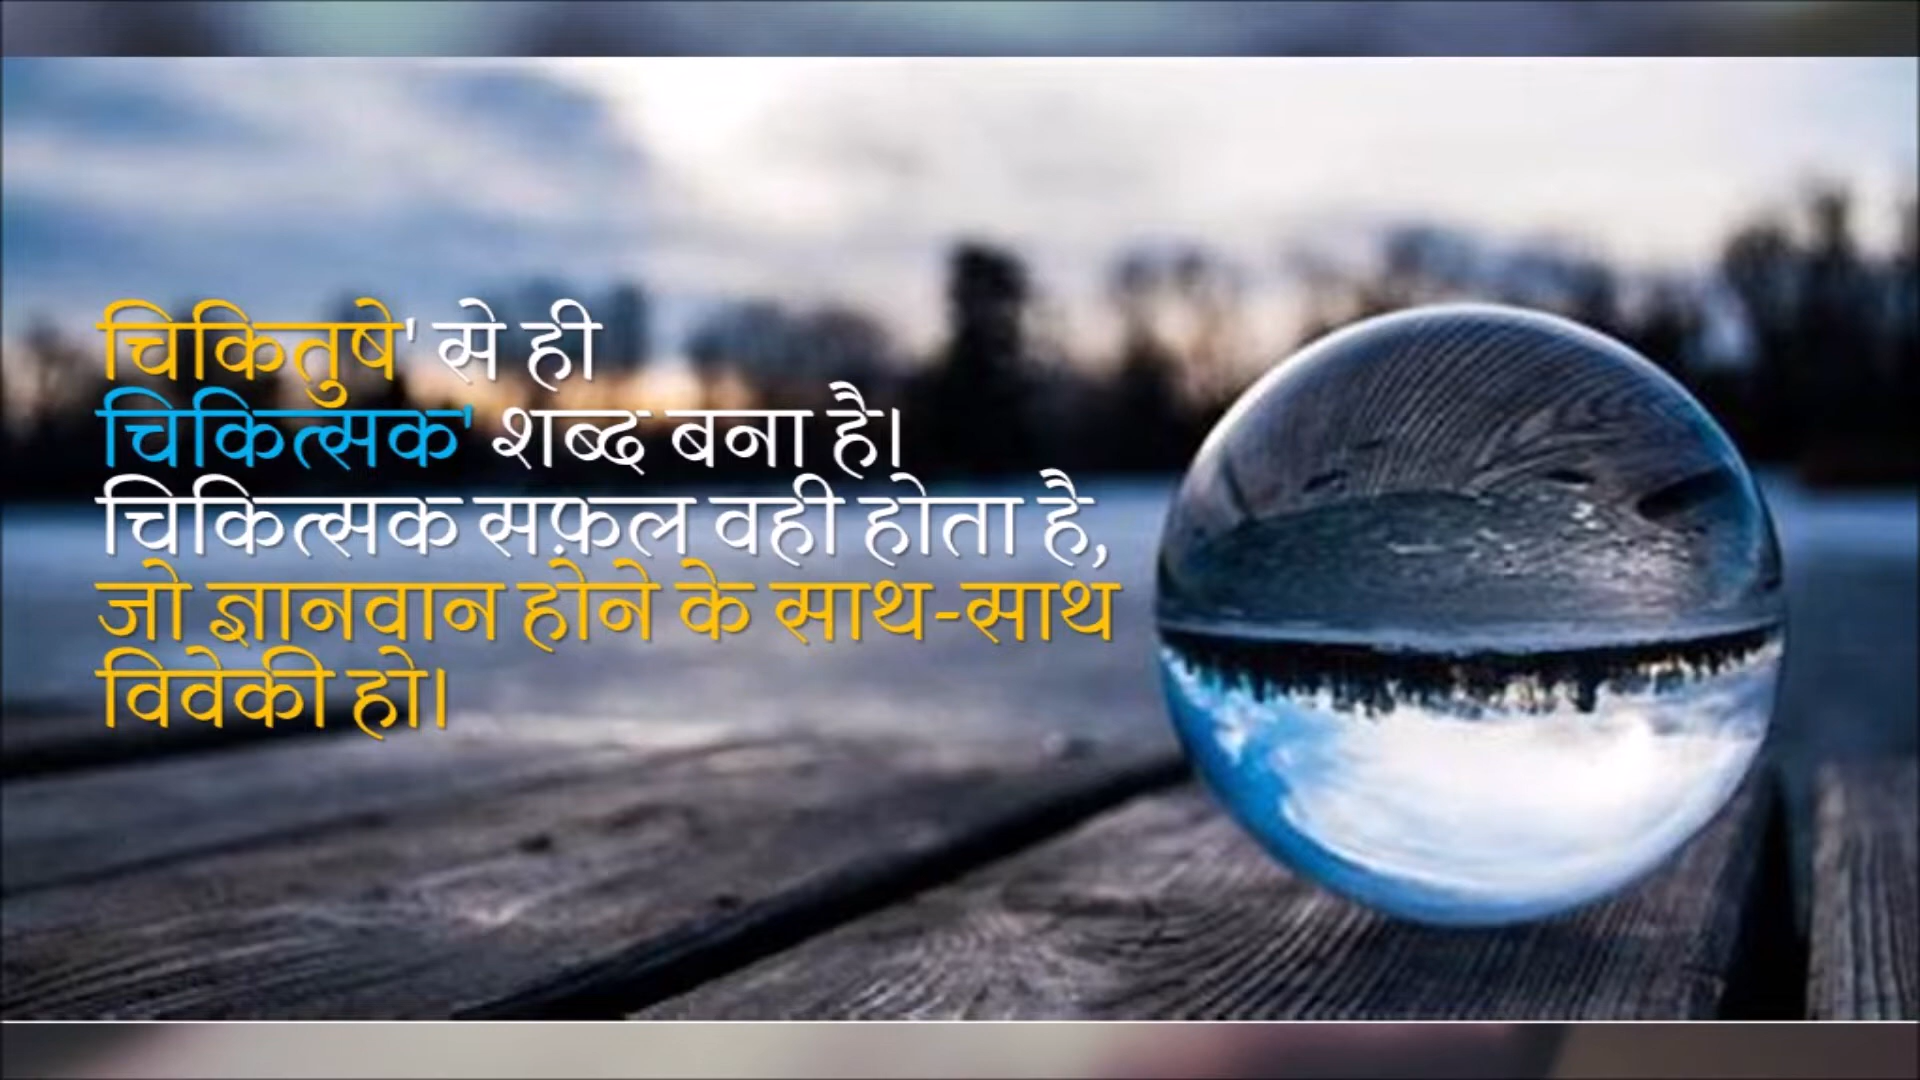 चिकितुषे' से ही
चिकित्सक' शब्द बना है।
चिकित्सक सफ़ल वही होता है,
जो ज्ञानवान होने के साथ-साथ
विवेकी हो।